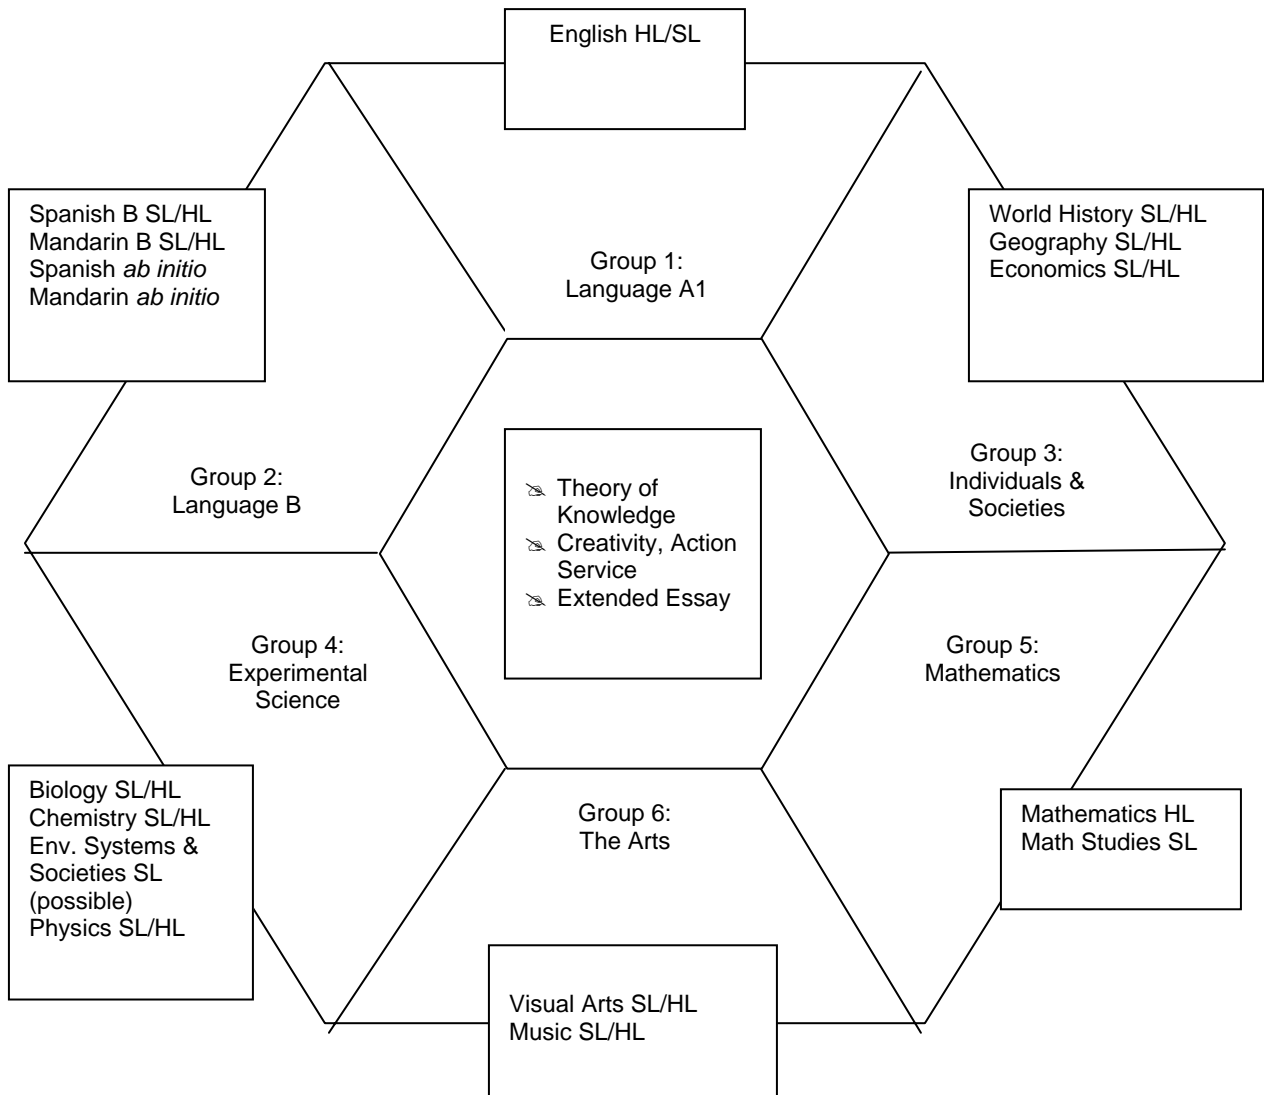 English HL/SL
Spanish B SL/HL
Mandarin B SL/HL
Spanish ab initio
Mandarin ab initio
Group 1:
Language A1
World History SL/HL
Geography SL/HL
Economics SL/HL
Group 2:
Language B
Theory of
Knowledge
Creativity, Action
Service
Extended Essay
Group 3:
Individuals &
Societies
Group 4:
Experimental
Science
Group 5:
Mathematics
Biology SL/HL
Chemistry SL/HL
Env. Systems &
Societies SL
(possible)
Physics SL/HL
Group 6:
The Arts
Mathematics HL
Math Studies SL
Visual Arts SL/HL
Music SL/HL